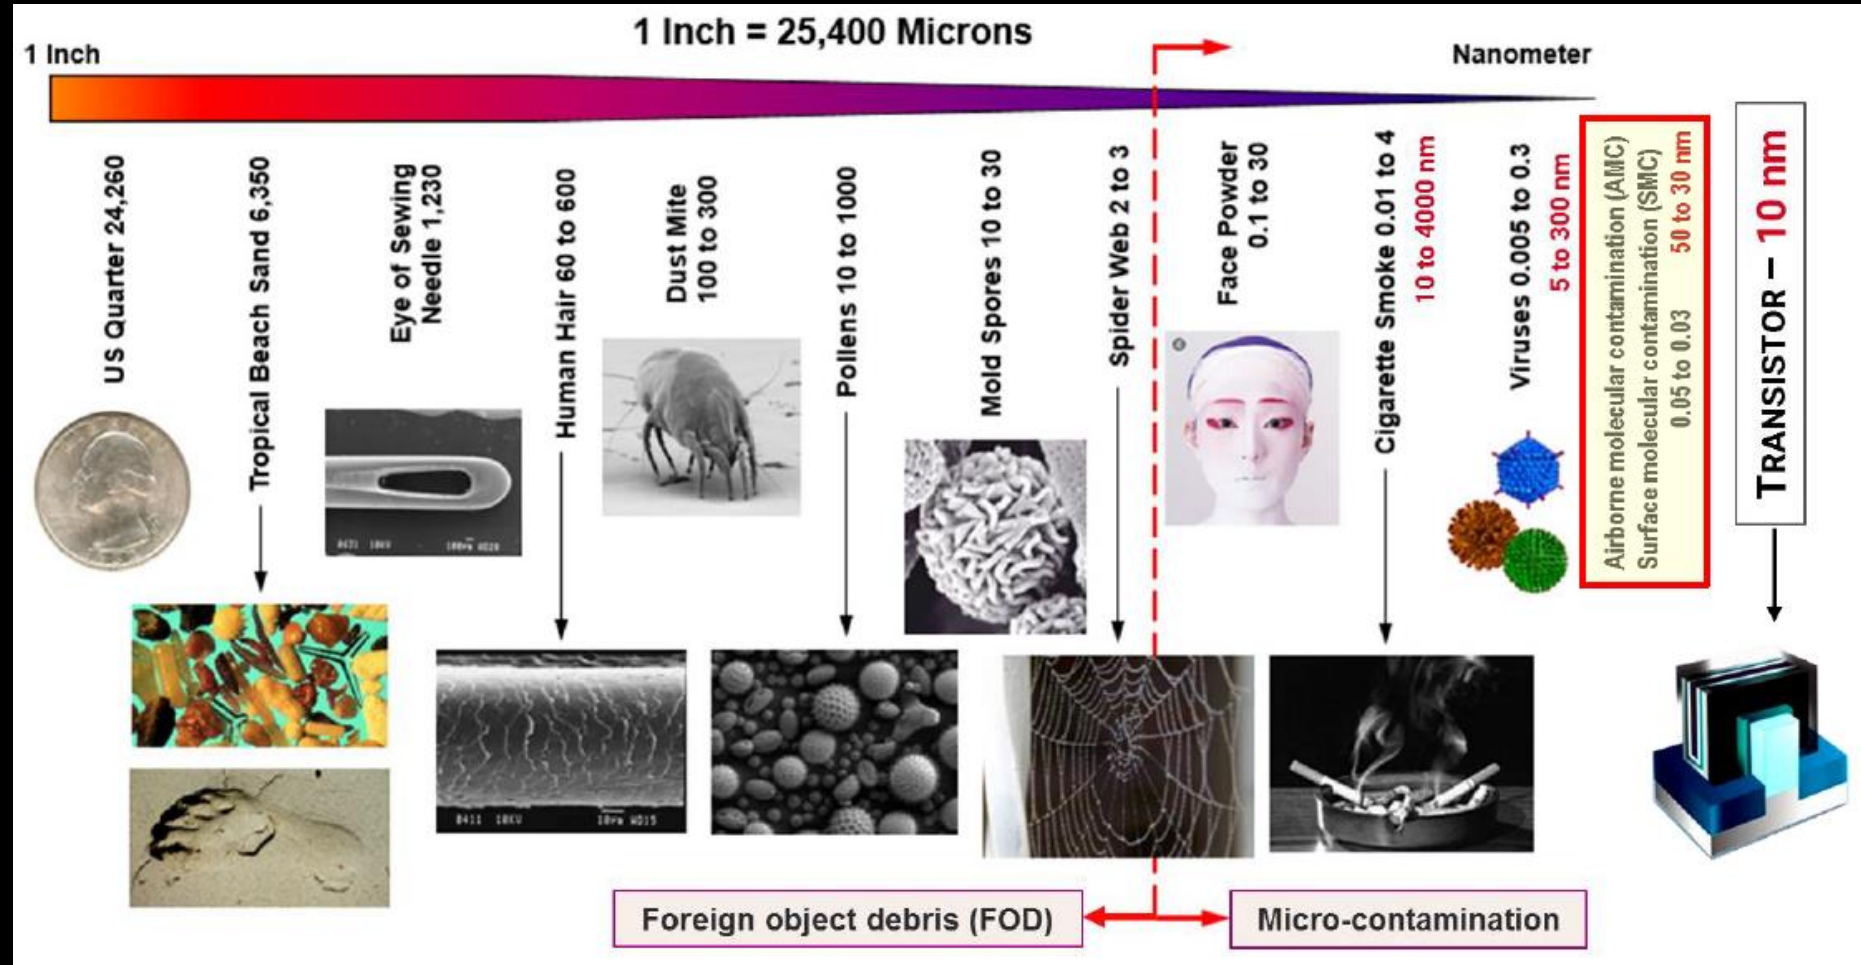 1 Inch = 25,400 Microns
1 Inch
Nanometer
US Quarter 24,260
Tropical Beach Sand 6,350
Eye of Sewing
Needle 1,230
Human Hair 60 to 600
Dust Mite
100 to 300
Pollens 10 to 1000
Mold Spores 10 to 30
Spider Web 2 to 3
Face Powder
0.1 to 30
Cigarette Smoke 0.01 to 4
10 to 4000 nm
Viruses 0.005 to 0.3
5 to 300 nm
Airborne molecular contamination (AMC)
Surface molecular contamination (SMC)
0.05 to 0.03 50 to 30 nm
TRANSISTOR – 10 nm
0411 10KV
Foreign object debris (FOD)
Micro-contamination